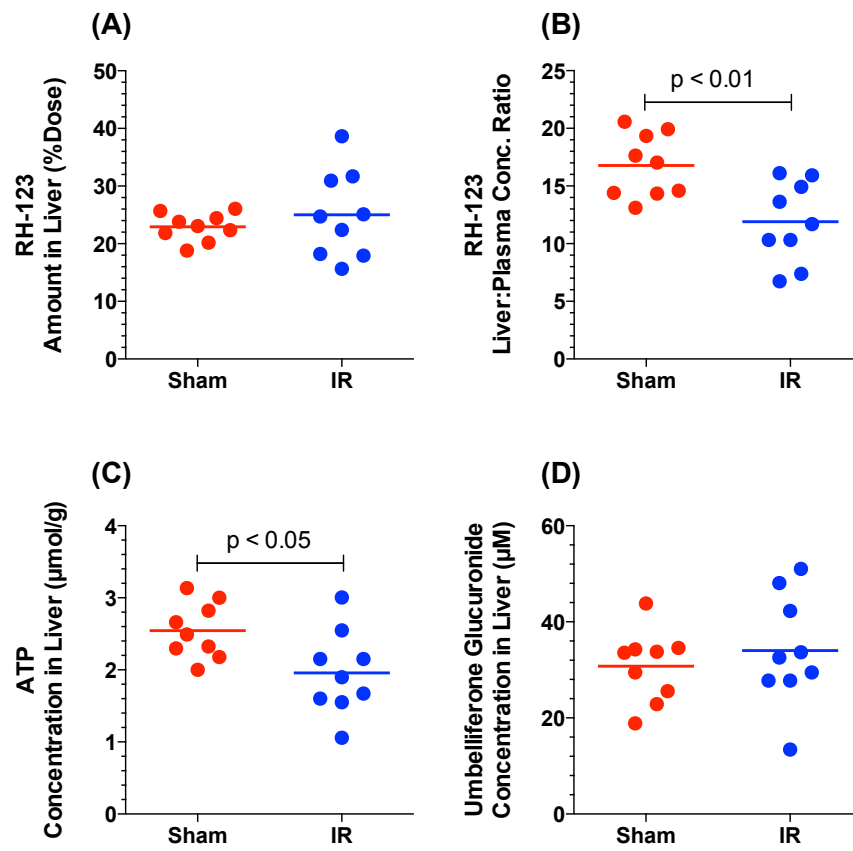 (A)
RH-123
Amount in Liver (%Dose)
50
40
30
20
10
0
Sham
IR
(B)
RH-123
Liver:Plasma Conc. Ratio
25
20
15
10
5
0
p < 0.01
Sham
IR
(C)
ATP
Concentration in Liver (µmol/g)
4
3
2
1
0
p < 0.05
Sham
IR
(D)
Umbelliferone Glucuronide
Concentration in Liver (µM)
60
40
20
0
Sham
IR